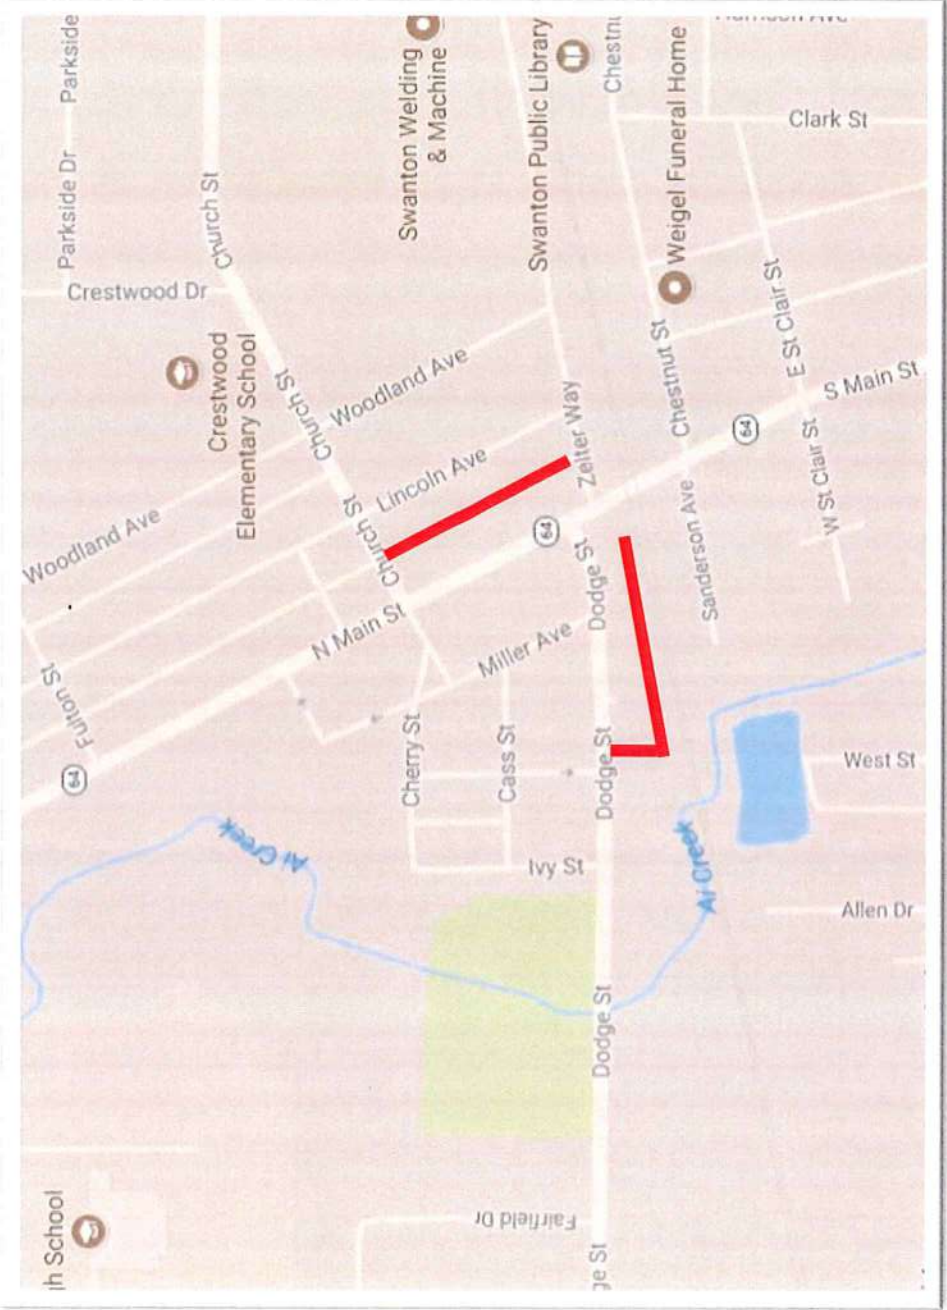 h School
64
Fulton St
Woodland Ave
Parkside Dr
Parkside
Crestwood Dr
Church St
Crestwood
Elementary School
Ai Creek
N Main St
Church St
Church St
Church St
Woodland Ave
Lincoln Ave
Swanton Welding
& Machine
Cherry St
Cass St
Miller Ave
64
Swanton Public Library
Zeiter Way
Fairfield Dr
Ivy St
ge St
Dodge St
Dodge St
Dodge St
Chestnu
Chestnut St
Weigel Funeral Home
Ai Creek
Sanderson Ave
64
E St Clair St
W St Clair St
Clark St
S Main St
Allen Dr
West St